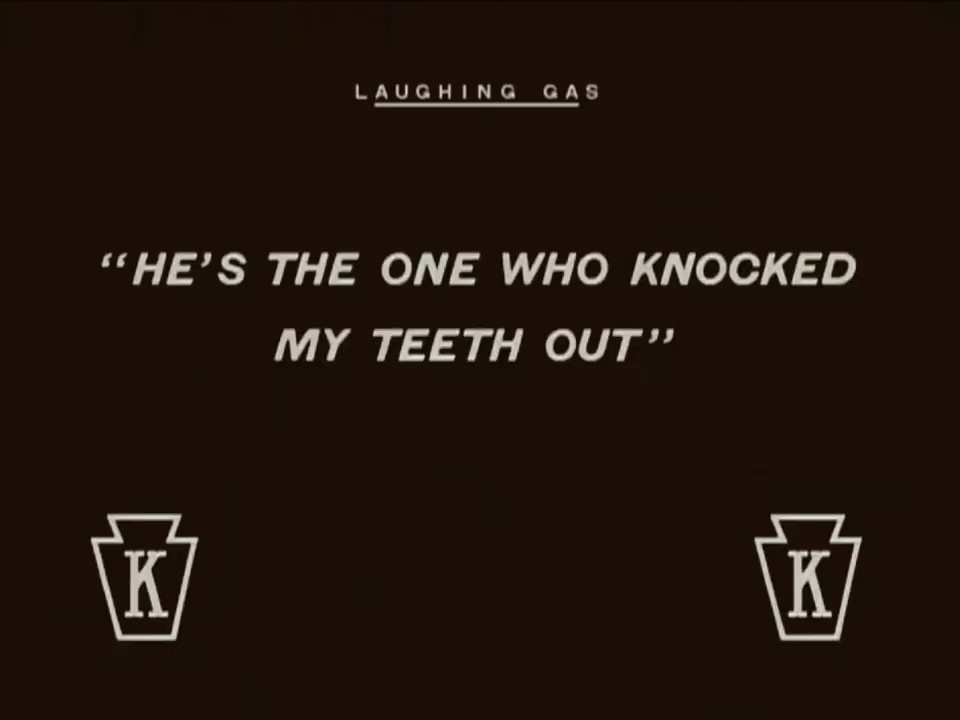 LAUGHING GAS
“HE’S THE ONE WHO KNOCKED
MY TEETH OUT”
K K